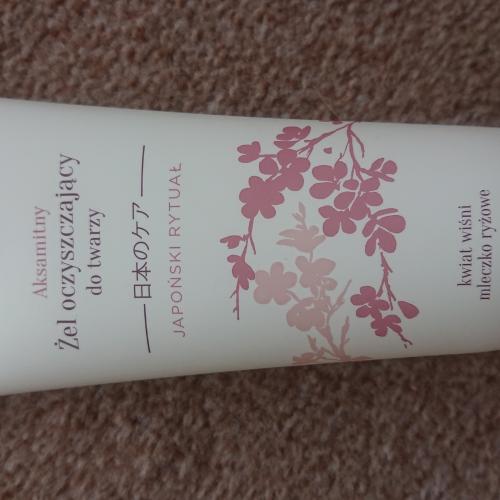 Aksamitny
Żel oczyszczający
do twarzy
日本のケア
JAPOŃSKI RYTUAŁ
kwiat wiśni
mleczko ryżowe